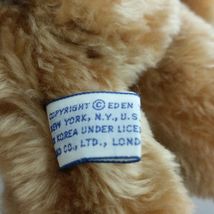 COPYRIGHT © EDEN
NEW YORK, N.Y., U.S.
KOREA UNDER LICE
CO., LTD., LOND